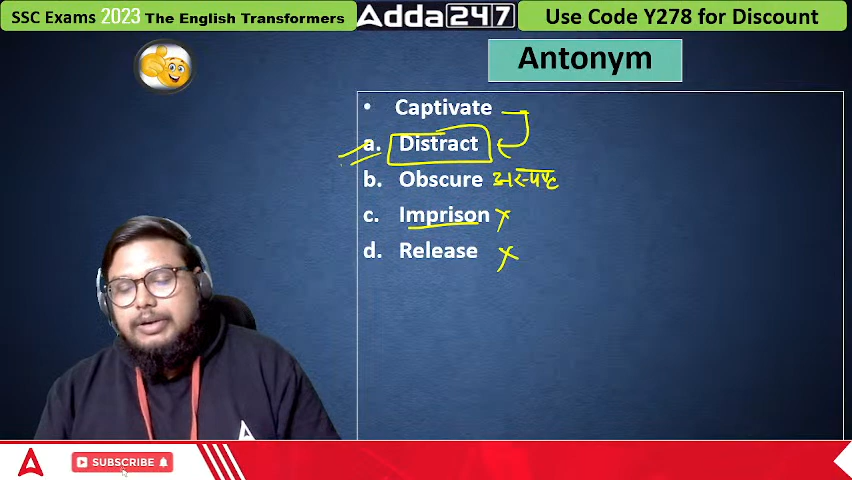 SSC Exams 2023 The English Transformers
Adda247
Use Code Y278 for Discount
Antonym
• Captivate
a. Distract
b. Obscure अस्पष्ट
c. Imprison x
d. Release x
SUBSCRIBE